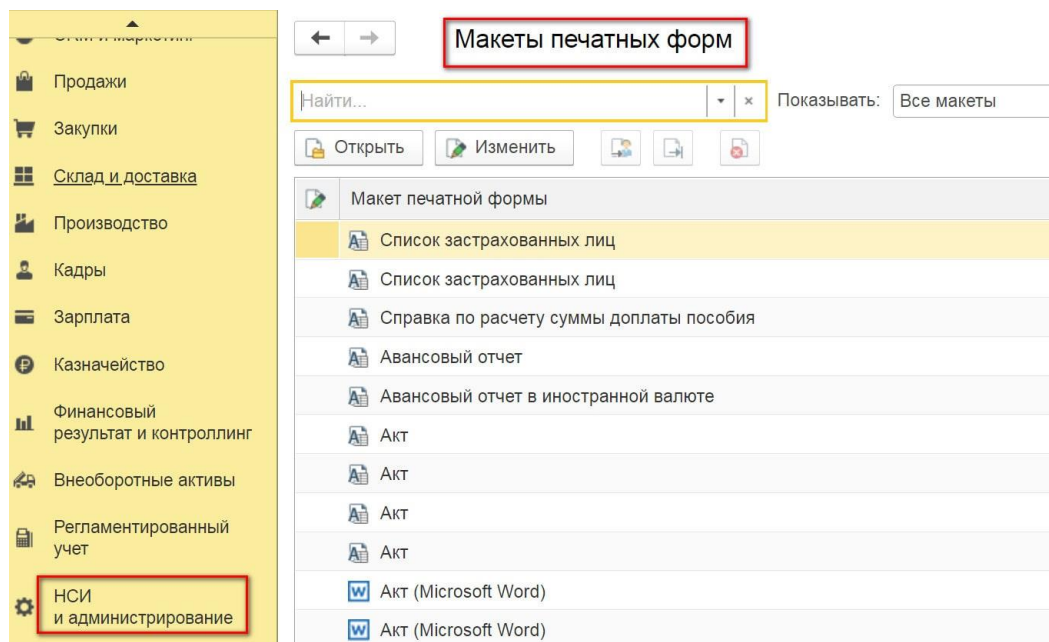 Продажи
Закупки
Склад и доставка
Производство
Кадры
Зарплата
Казначейство
Финансовый
результат и контроллинг
Внеоборотные активы
Регламентированный
учет
НСИ
и администрирование
Макеты печатных форм
Найти...
Показывать: Все макеты
Открыть
Изменить
Макет печатной формы
Список застрахованных лиц
Список застрахованных лиц
Справка по расчету суммы доплаты пособия
Авансовый отчет
Авансовый отчет в иностранной валюте
Акт
Акт
Акт
Акт
Акт (Microsoft Word)
Акт (Microsoft Word)